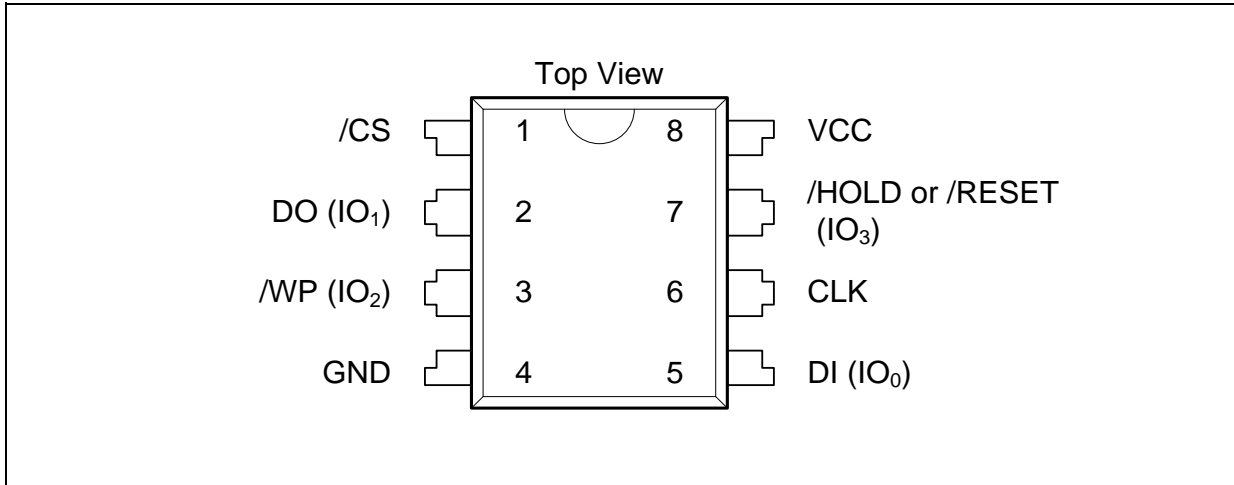 Top View
/CS 1 8 VCC
DO (IO₁) 2 7 /HOLD or /RESET
(IO₃)
/WP (IO₂) 3 6 CLK
GND 4 5 DI (IO₀)